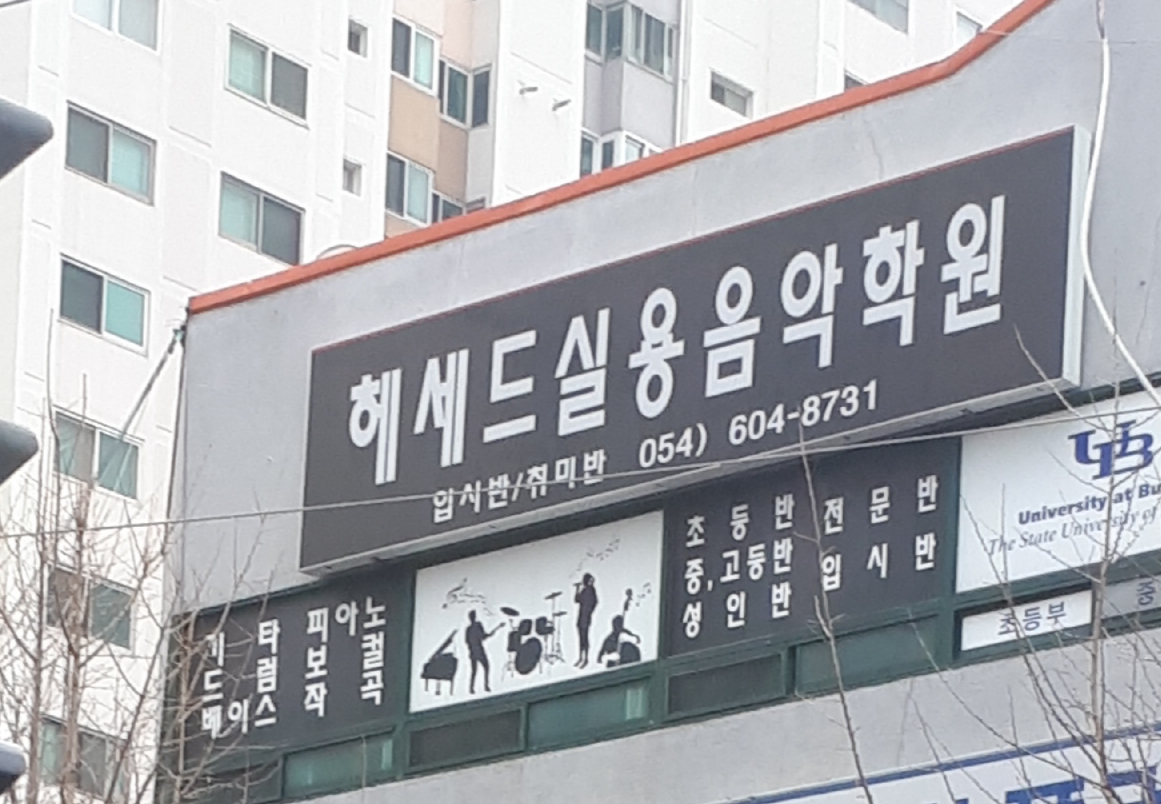 헤세드실용음악학원
입시반/취미반 054) 604-8731
기타 피아노
드럼 보컬
베이스 작곡
초등반 전문반
중,고등반 입시반
성인반
UB
University at Bu
The State University of
초등부 중